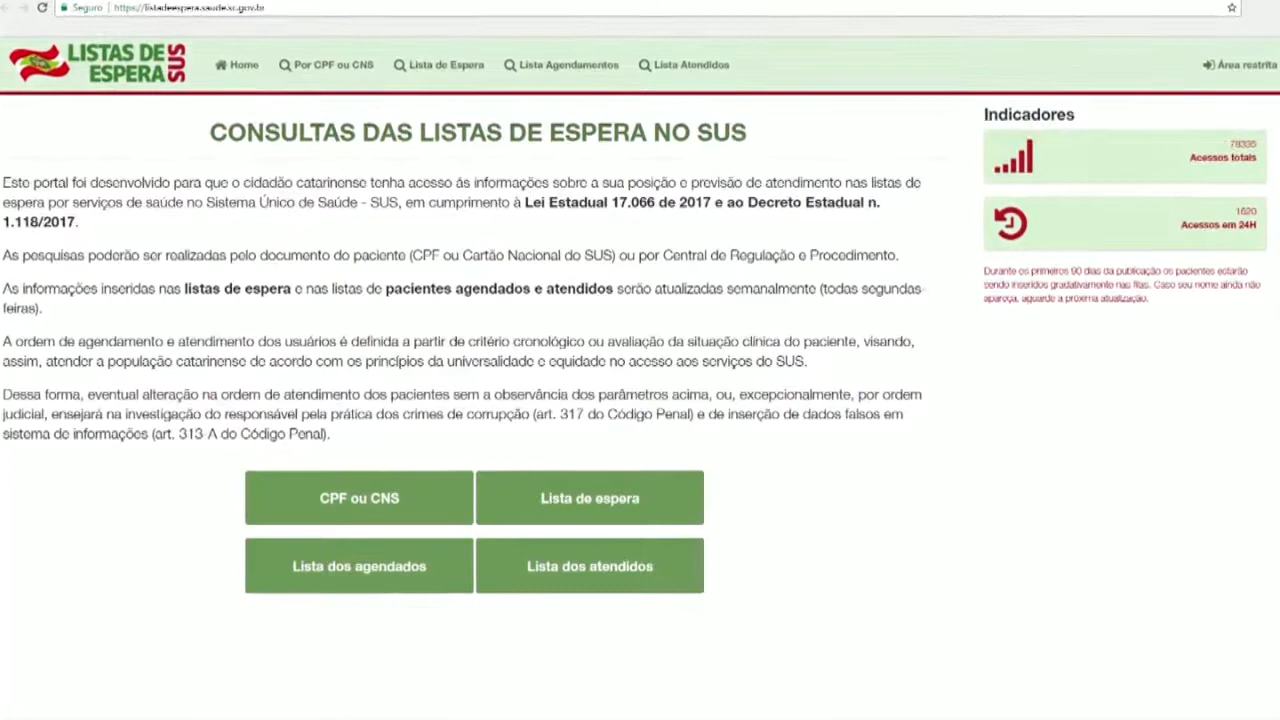 Seguro https://listadeespera.saude.sc.gov.br
LISTAS DE
ESPERA
SUS
Home Por CPF ou CNS Lista de Espera Lista Agendamentos Lista Atendidos Área restrita
CONSULTAS DAS LISTAS DE ESPERA NO SUS
Este portal foi desenvolvido para que o cidadão catarinense tenha acesso ás informações sobre a sua posição e previsão de atendimento nas listas de
espera por serviços de saúde no Sistema Único de Saúde - SUS, em cumprimento à Lei Estadual 17.066 de 2017 e ao Decreto Estadual n.
1.118/2017.
As pesquisas poderão ser realizadas pelo documento do paciente (CPF ou Cartão Nacional do SUS) ou por Central de Regulação e Procedimento.
As informações inseridas nas listas de espera e nas listas de pacientes agendados e atendidos serão atualizadas semanalmente (todas segundas-
feiras).
A ordem de agendamento e atendimento dos usuários é definida a partir de critério cronológico ou avaliação da situação clínica do paciente, visando,
assim, atender a população catarinense de acordo com os princípios da universalidade e equidade no acesso aos serviços do SUS.
Dessa forma, eventual alteração na ordem de atendimento dos pacientes sem a observância dos parâmetros acima, ou, excepcionalmente, por ordem
judicial, ensejará na investigação do responsável pela prática dos crimes de corrupção (art. 317 do Código Penal) e de inserção de dados falsos em
sistema de informações (art. 313-A do Código Penal).
CPF ou CNS Lista de espera
Lista dos agendados Lista dos atendidos
Indicadores
78335
Acessos totais
1620
Acessos em 24H
Durante os primeiros 90 dias da publicação os pacientes estarão
sendo inseridos gradativamente nas filas. Caso seu nome ainda não
apareça, aguarde a próxima atualização.